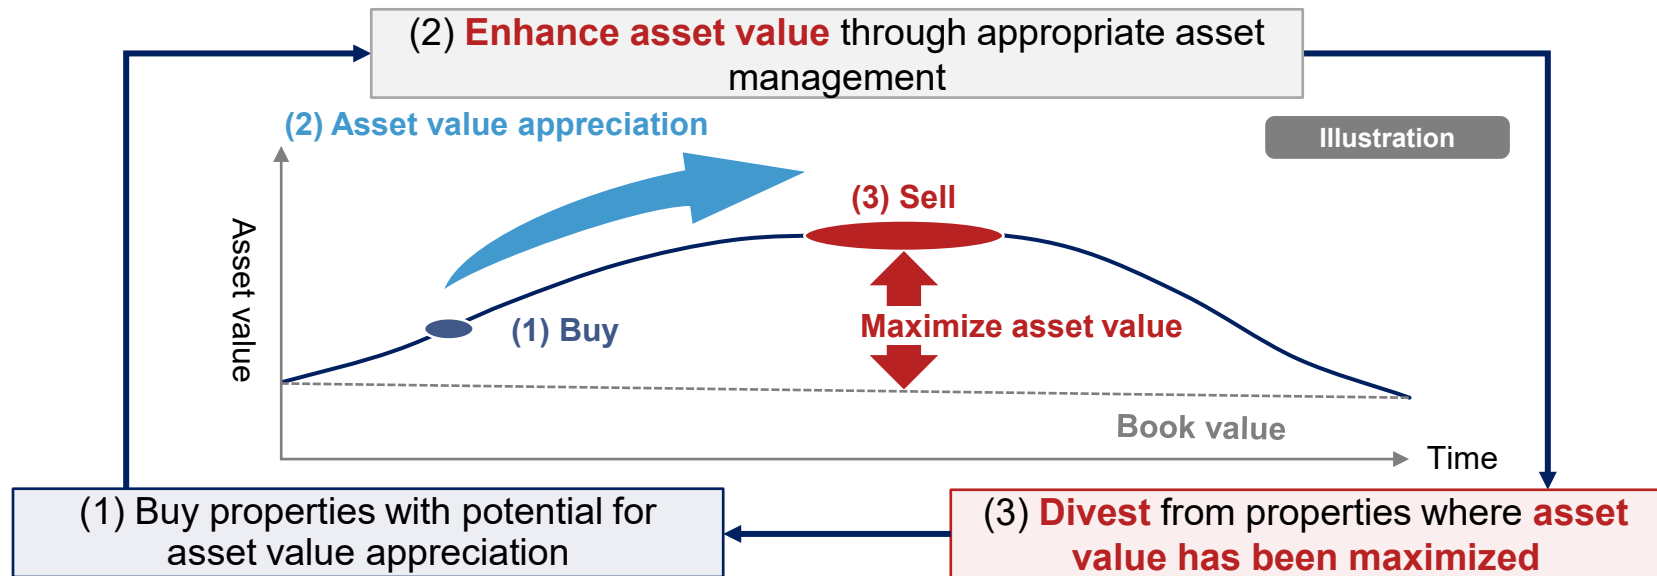 (2) Enhance asset value through appropriate asset
management
(2) Asset value appreciation
Illustration
(3) Sell
Asset value
(1) Buy
Maximize asset value
Book value
Time
(1) Buy properties with potential for
asset value appreciation
(3) Divest from properties where asset
value has been maximized